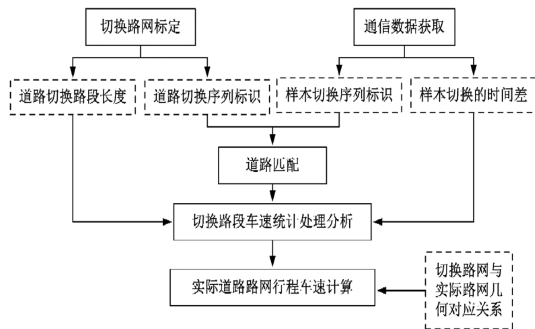 切换路网标定
通信数据获取
道路切换路段长度
道路切换序列标识
样本切换序列标识
样本切换的时间差
道路匹配
切换路段车速统计处理分析
实际道路路网行程车速计算
切换路网与
实际路网几
何对应关系